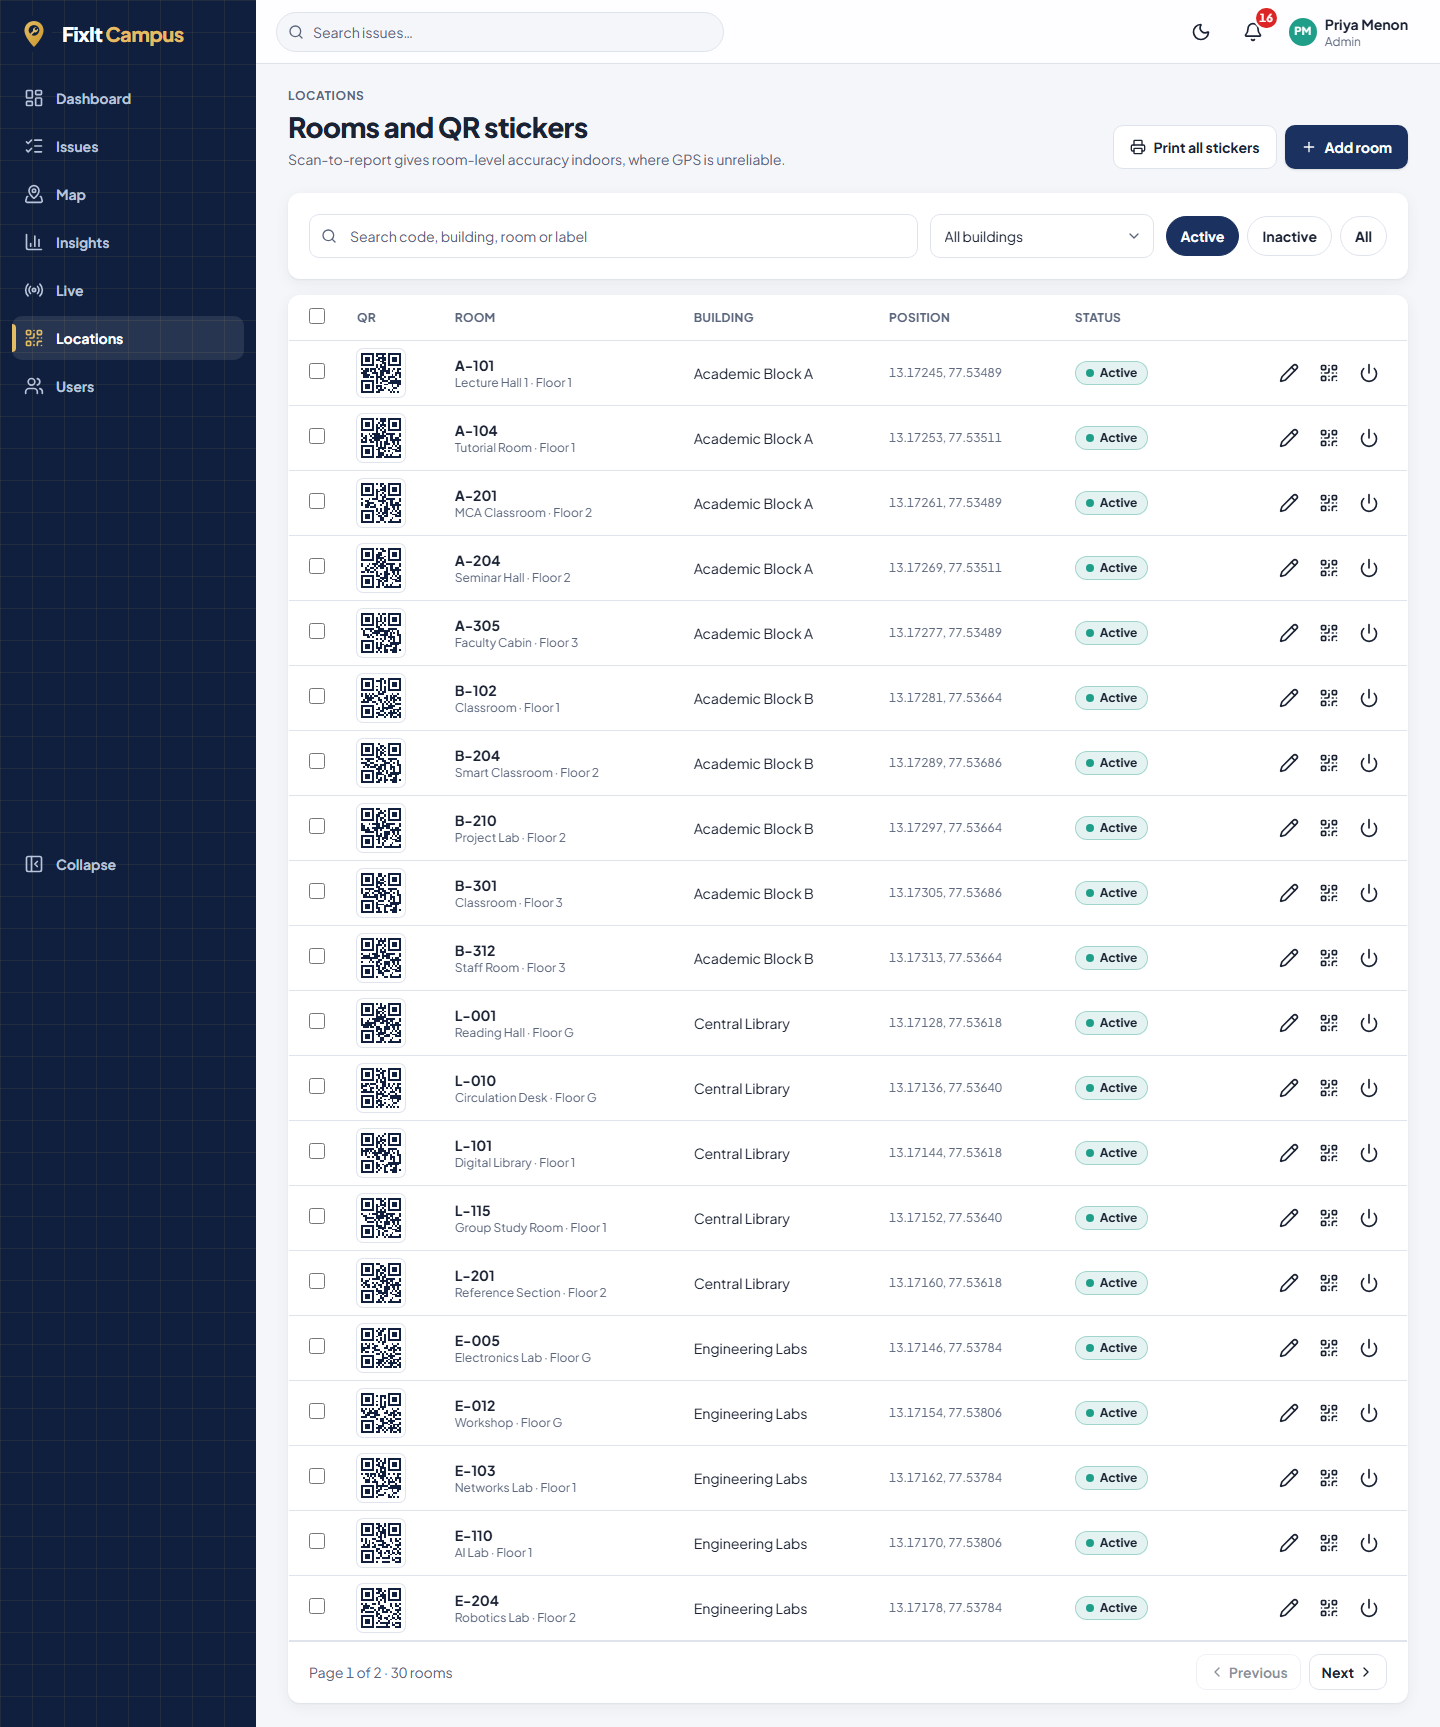 FixIt Campus
Search issues...
16
PM
Priya Menon
Admin
Dashboard
Issues
Map
Insights
Live
Locations
Users
Collapse
LOCATIONS
Rooms and QR stickers
Scan-to-report gives room-level accuracy indoors, where GPS is unreliable.
Print all stickers
Add room
Search code, building, room or label
All buildings
Active
Inactive
All
QR ROOM BUILDING POSITION STATUS
A-101
Lecture Hall 1 · Floor 1
Academic Block A
13.17245, 77.53489
Active
A-104
Tutorial Room · Floor 1
Academic Block A
13.17253, 77.53511
Active
A-201
MCA Classroom · Floor 2
Academic Block A
13.17261, 77.53489
Active
A-204
Seminar Hall · Floor 2
Academic Block A
13.17269, 77.53511
Active
A-305
Faculty Cabin · Floor 3
Academic Block A
13.17277, 77.53489
Active
B-102
Classroom · Floor 1
Academic Block B
13.17281, 77.53664
Active
B-204
Smart Classroom · Floor 2
Academic Block B
13.17289, 77.53686
Active
B-210
Project Lab · Floor 2
Academic Block B
13.17297, 77.53664
Active
B-301
Classroom · Floor 3
Academic Block B
13.17305, 77.53686
Active
B-312
Staff Room · Floor 3
Academic Block B
13.17313, 77.53664
Active
L-001
Reading Hall · Floor G
Central Library
13.17128, 77.53618
Active
L-010
Circulation Desk · Floor G
Central Library
13.17136, 77.53640
Active
L-101
Digital Library · Floor 1
Central Library
13.17144, 77.53618
Active
L-115
Group Study Room · Floor 1
Central Library
13.17152, 77.53640
Active
L-201
Reference Section · Floor 2
Central Library
13.17160, 77.53618
Active
E-005
Electronics Lab · Floor G
Engineering Labs
13.17146, 77.53784
Active
E-012
Workshop · Floor G
Engineering Labs
13.17154, 77.53806
Active
E-103
Networks Lab · Floor 1
Engineering Labs
13.17162, 77.53784
Active
E-110
AI Lab · Floor 1
Engineering Labs
13.17170, 77.53806
Active
E-204
Robotics Lab · Floor 2
Engineering Labs
13.17178, 77.53784
Active
Page 1 of 2 · 30 rooms
Previous
Next